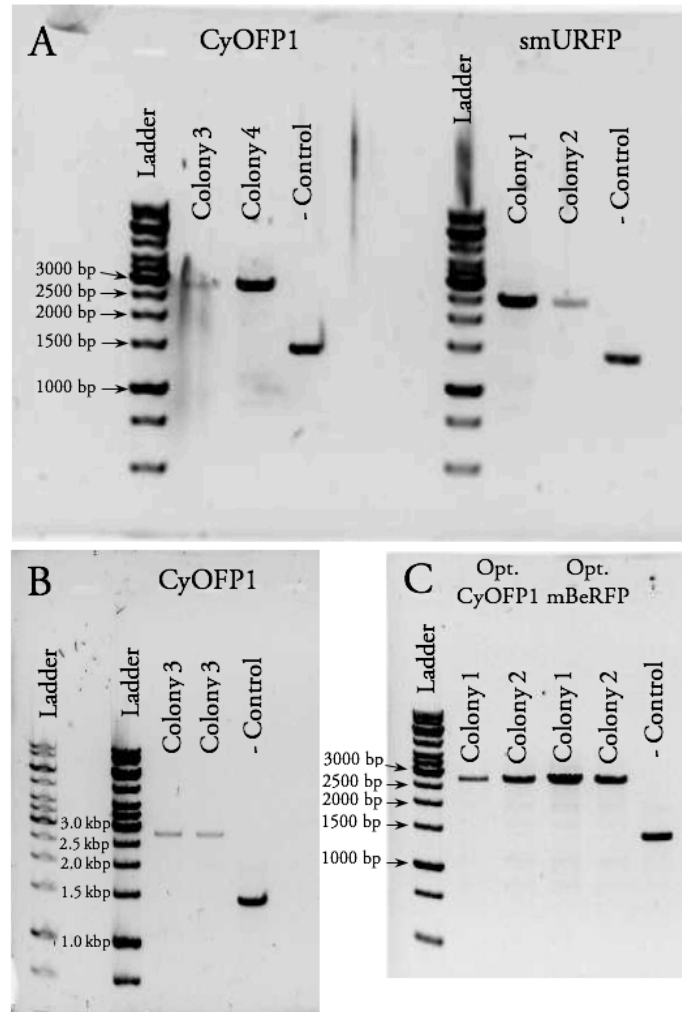 A
CyOFP1
smURFP
Ladder
Colony 3
Colony 4
- Control
Ladder
Colony 1
Colony 2
- Control
3000 bp
2500 bp
2000 bp
1500 bp
1000 bp
B
CyOFP1
Ladder
Ladder
Colony 3
Colony 3
- Control
3.0 kbp
2.5 kbp
2.0 kbp
1.5 kbp
1.0 kbp
C
Opt.
CyOFP1
Opt.
mBeRFP
Ladder
Colony 1
Colony 2
Colony 1
Colony 2
- Control
3000 bp
2500 bp
2000 bp
1500 bp
1000 bp